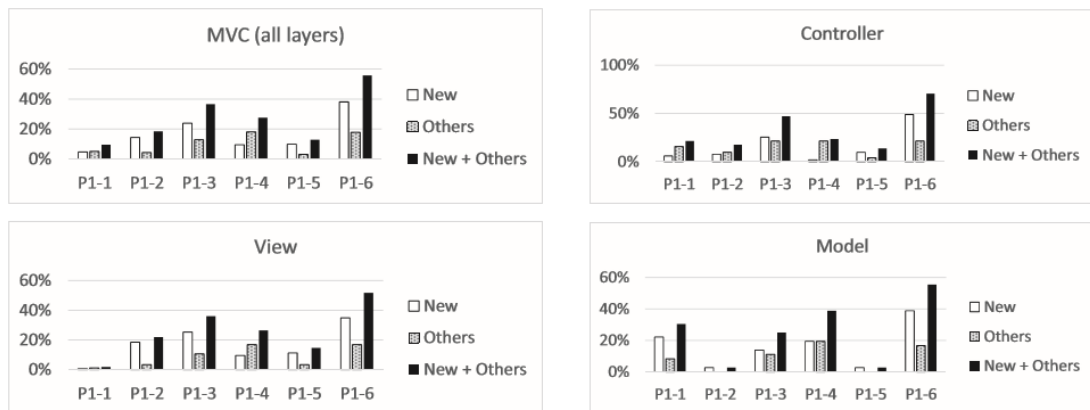 MVC (all layers)
60%
40%
20%
0%
P1-1 P1-2 P1-3 P1-4 P1-5 P1-6
New
Others
New + Others
Controller
100%
50%
0%
P1-1 P1-2 P1-3 P1-4 P1-5 P1-6
New
Others
New + Others
View
60%
40%
20%
0%
P1-1 P1-2 P1-3 P1-4 P1-5 P1-6
New
Others
New + Others
Model
60%
40%
20%
0%
P1-1 P1-2 P1-3 P1-4 P1-5 P1-6
New
Others
New + Others